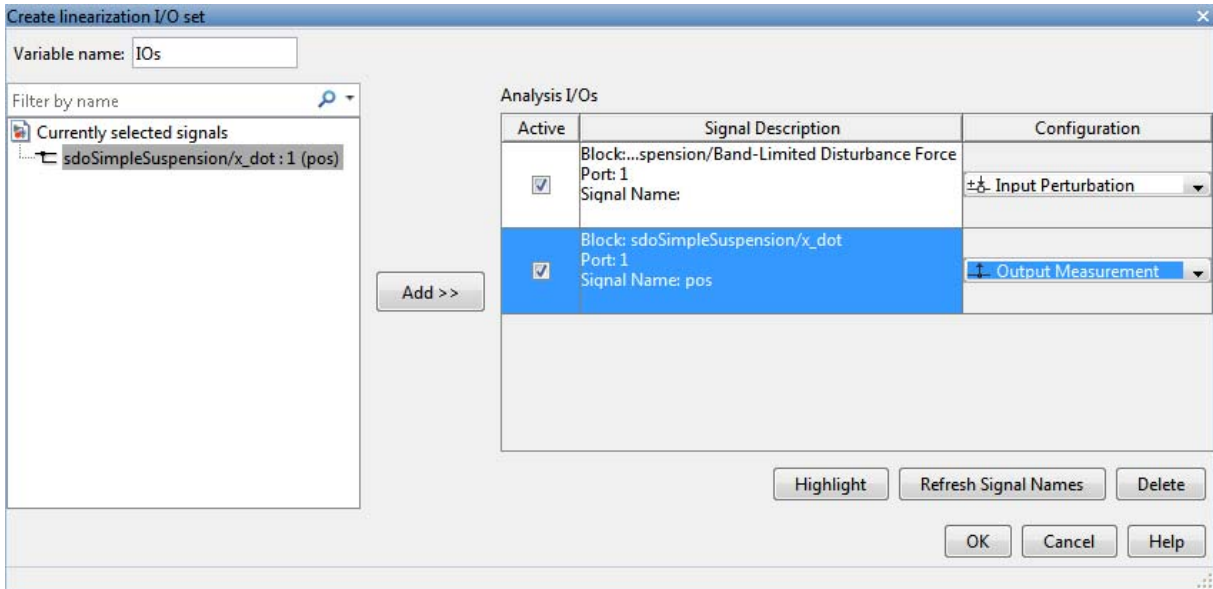 Create linearization I/O set
Variable name: IOs
Filter by name
Currently selected signals
sdoSimpleSuspension/x_dot : 1 (pos)
Add >>
Analysis I/Os
Active Signal Description Configuration
Block:...spension/Band-Limited Disturbance Force
Port: 1
Signal Name:
Input Perturbation
Block: sdoSimpleSuspension/x_dot
Port: 1
Signal Name: pos
Output Measurement
Highlight Refresh Signal Names Delete
OK Cancel Help